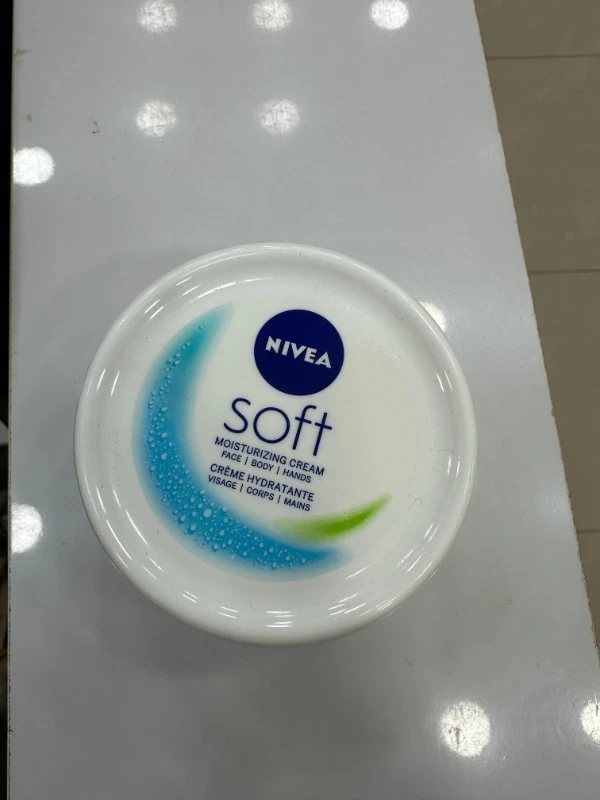 NIVEA
soft
MOISTURIZING CREAM
FACE | BODY | HANDS
CRÈME HYDRATANTE
VISAGE | CORPS | MAINS